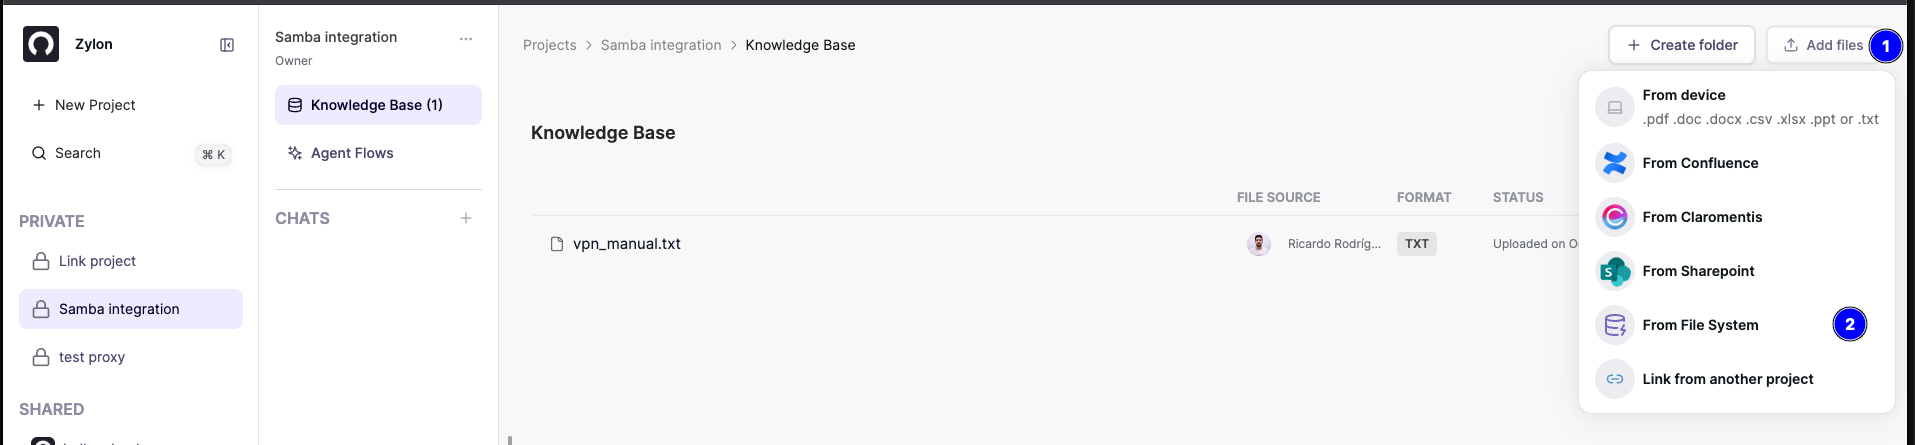 Zylon
New Project
Search
⌘ K
PRIVATE
Link project
Samba integration
test proxy
SHARED
Samba integration
Owner
Knowledge Base (1)
Agent Flows
CHATS
Projects > Samba integration > Knowledge Base
Create folder
Add files
1
Knowledge Base
FILE SOURCE
FORMAT
STATUS
vpn_manual.txt
Ricardo Rodríg...
TXT
Uploaded on O
From device
.pdf .doc .docx .csv .xlsx .ppt or .txt
From Confluence
From Claromentis
From Sharepoint
From File System
2
Link from another project